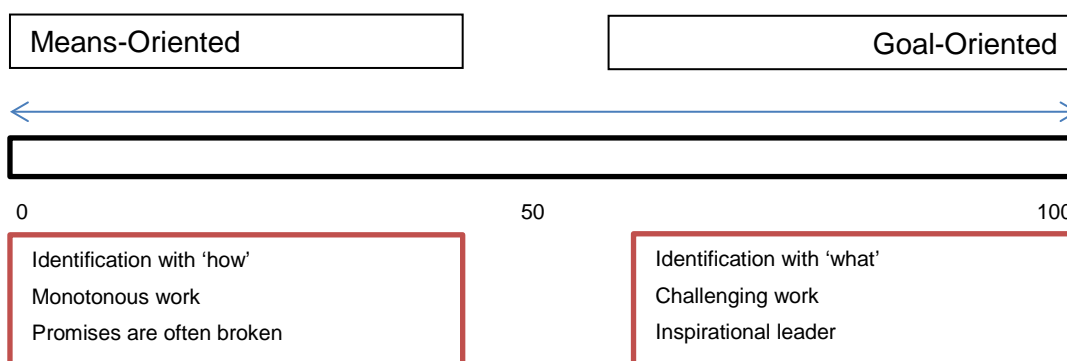 Means-Oriented
Goal-Oriented
0
50
100
Identification with ‘how’
Monotonous work
Promises are often broken
Identification with ‘what’
Challenging work
Inspirational leader